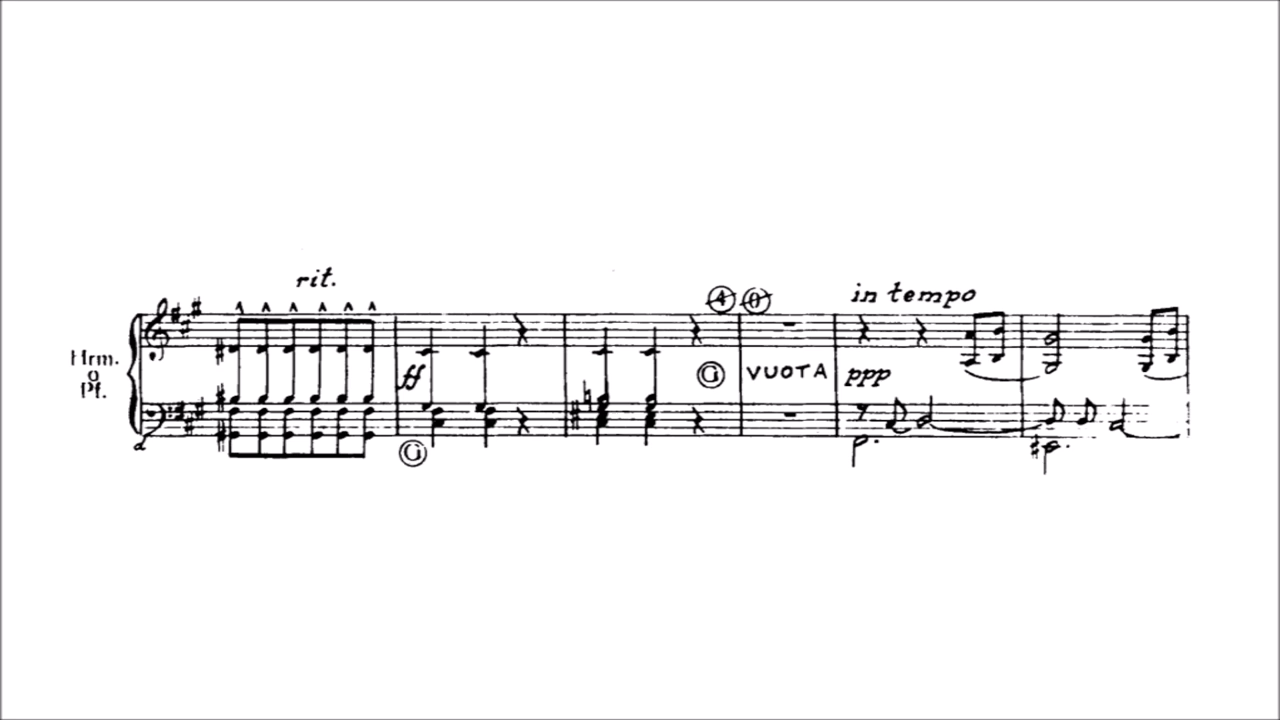 rit.
4 0
in tempo
Hrm.
o
Pf.
ff
G
VUOTA
ppp
G